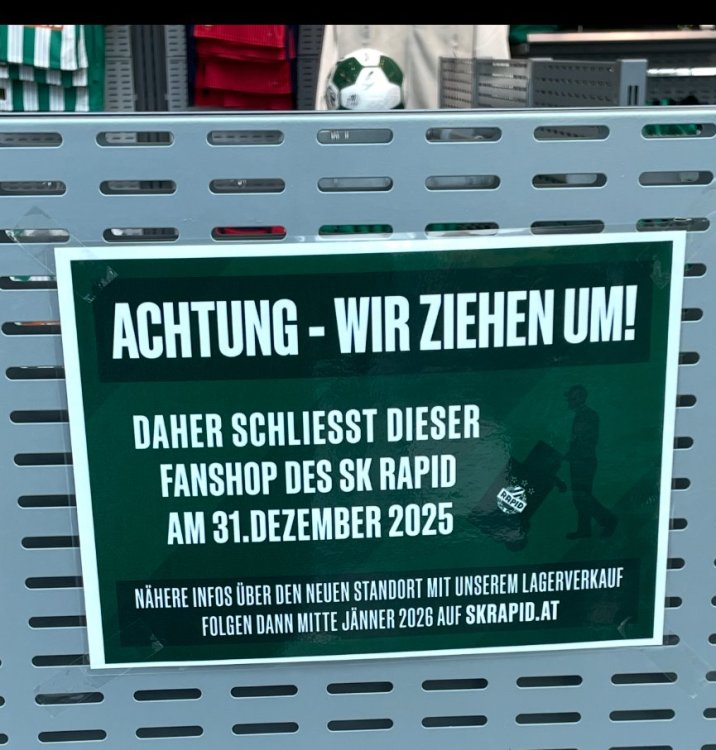 ACHTUNG - WIR ZIEHEN UM!
DAHER SCHLIESST DIESER
FANSHOP DES SK RAPID
AM 31.DEZEMBER 2025
RAPID
NÄHERE INFOS ÜBER DEN NEUEN STANDORT MIT UNSEREM LAGERVERKAUF
FOLGEN DANN MITTE JÄNNER 2026 AUF SKRAPID.AT